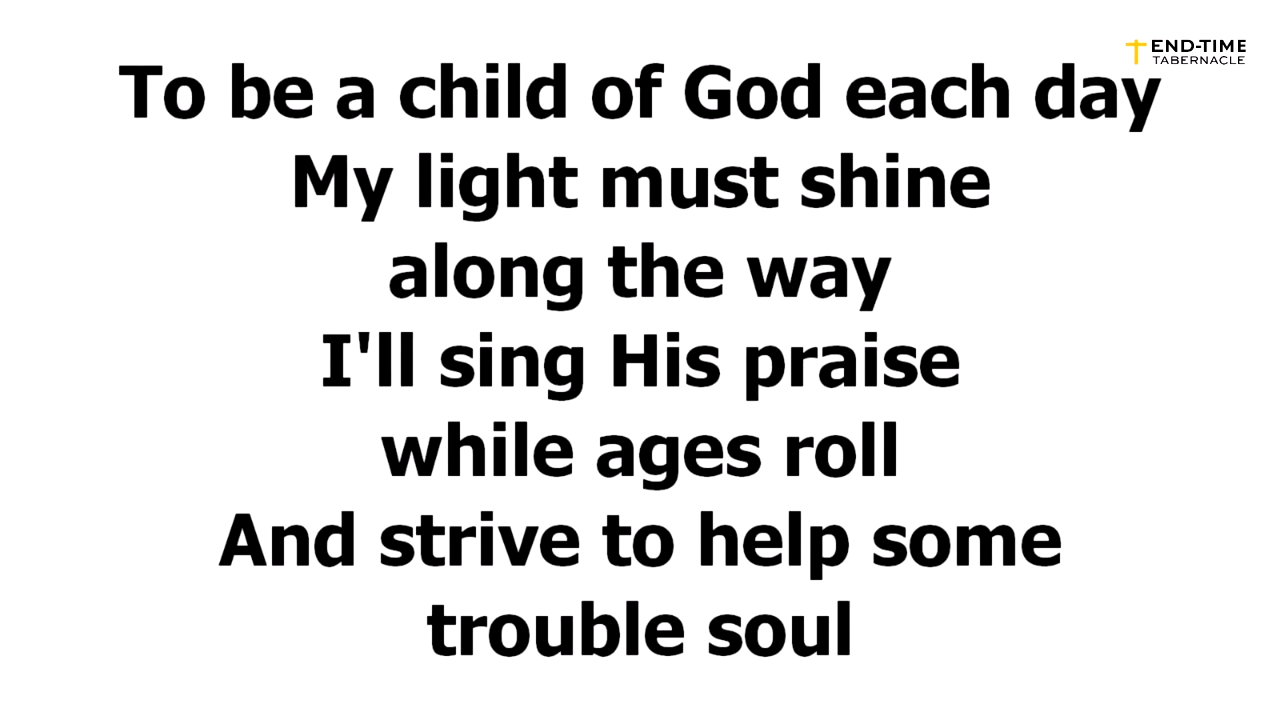 END-TIME
TABERNACLE
To be a child of God each day
My light must shine
along the way
I'll sing His praise
while ages roll
And strive to help some
trouble soul